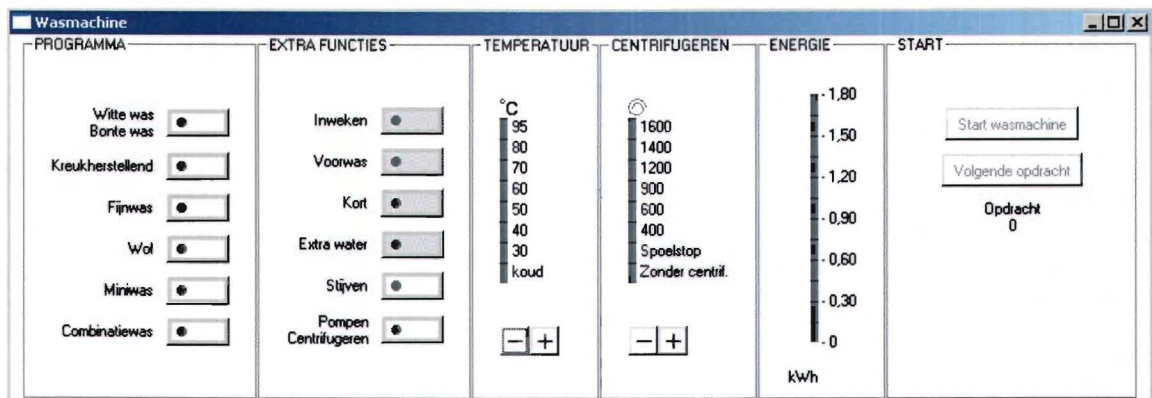 Wasmachine
PROGRAMMA
Witte was
Bonte was
Kreukherstellend
Fijnwas
Wol
Miniwas
Combinatiewas
EXTRA FUNCTIES
Inweken
Voorwas
Kort
Extra water
Stijven
Pompen
Centrifugeren
TEMPERATUUR
°C
95
80
70
60
50
40
30
koud
− +
CENTRIFUGEREN
1600
1400
1200
900
600
400
Spoelstop
Zonder centrif.
− +
ENERGIE
1,80
1,50
1,20
0,90
0,60
0,30
0
kWh
START
Start wasmachine
Volgende opdracht
Opdracht
0